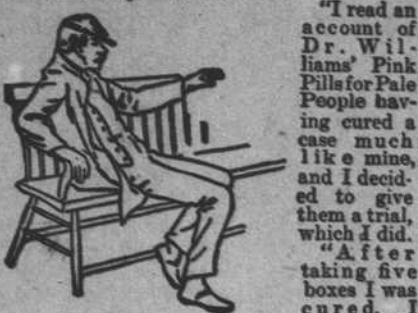 "I read an
account of
Dr. Wil-
liams' Pink
Pills for Pale
People hav-
ing cured a
case much
like mine,
and I decid-
ed to give
them a trial,
which I did.
"After
taking five
boxes I was
cured. I